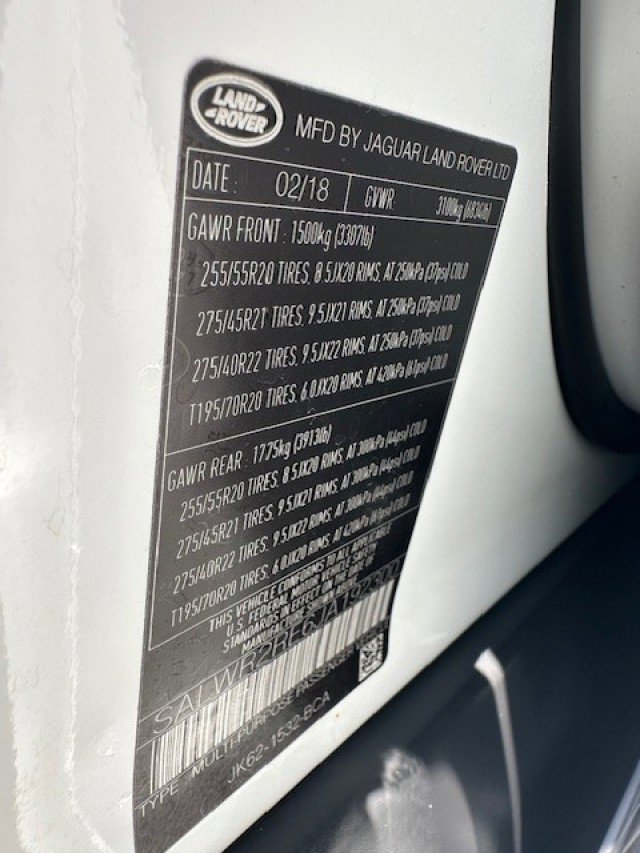 LAND ROVER
MFD BY JAGUAR LAND ROVER LTD
DATE : 02/18 GVWR 3100kg (6834lb)
GAWR FRONT : 1500kg (3307lb)
255/55R20 TIRES, 8.5JX20 RIMS, AT 250kPa (37psi) COLD
275/45R21 TIRES, 9.5JX21 RIMS, AT 250kPa (37psi) COLD
275/40R22 TIRES, 9.5JX22 RIMS, AT 250kPa (37psi) COLD
T195/70R20 TIRES, 6.0JX20 RIMS, AT 420kPa (61psi) COLD
GAWR REAR : 1775kg (3913lb)
255/55R20 TIRES, 8.5JX20 RIMS, AT 300kPa (44psi) COLD
275/45R21 TIRES, 9.5JX21 RIMS, AT 300kPa (44psi) COLD
275/40R22 TIRES, 9.5JX22 RIMS, AT 300kPa (44psi) COLD
T195/70R20 TIRES, 6.0JX20 RIMS, AT 420kPa (61psi) COLD
THIS VEHICLE CONFORMS TO ALL APPLICABLE
U.S. FEDERAL MOTOR VEHICLE SAFETY
STANDARDS IN EFFECT ON THE DATE OF
MANUFACTURE
SALWR2RE6JA192300
TYPE : MULTI-PURPOSE PASSENGER
JK62-1532-BCA